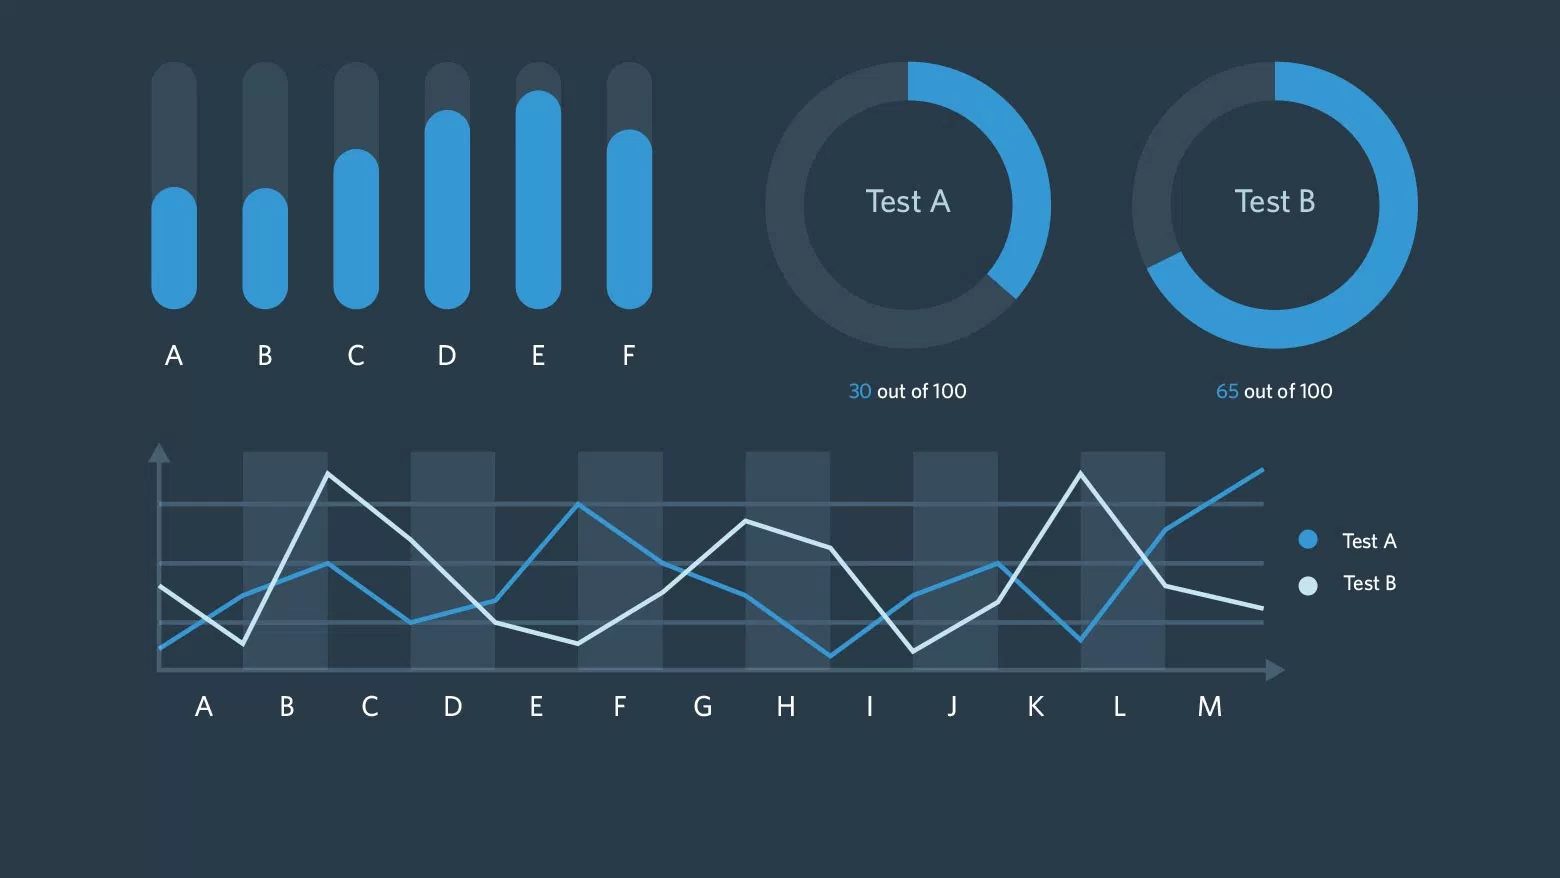 A B C D E F
Test A
Test B
30 out of 100
65 out of 100
Test A
Test B
A B C D E F G H I J K L M